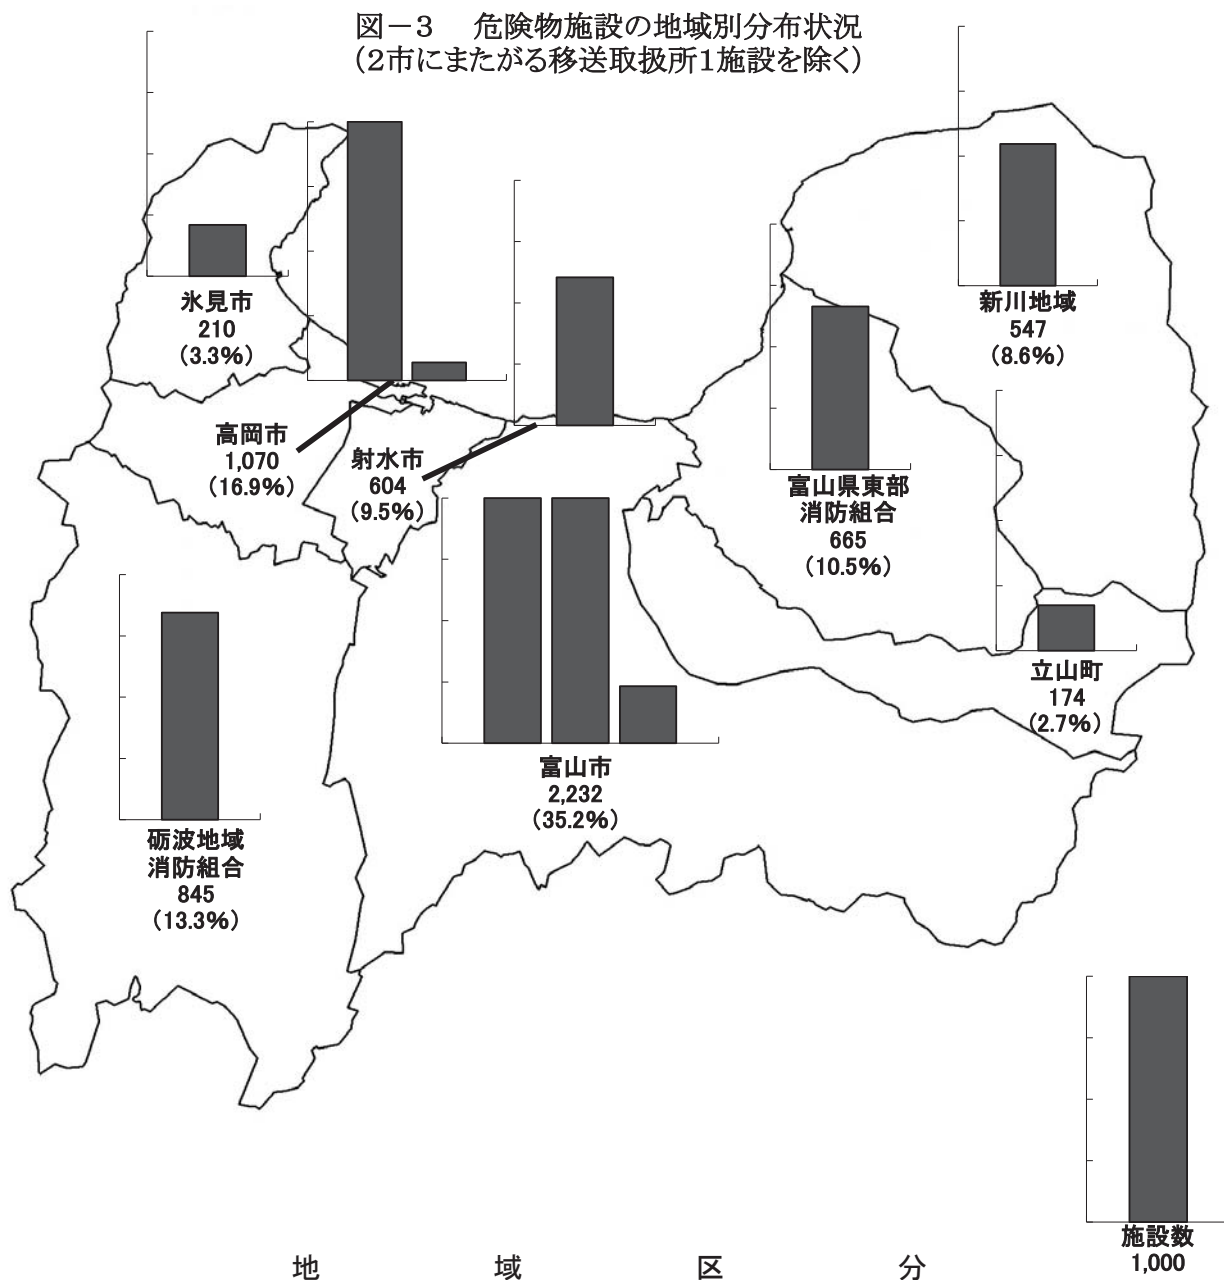 図－3　危険物施設の地域別分布状況
（2市にまたがる移送取扱所1施設を除く）
氷見市
210
（3.3%）
新川地域
547
（8.6%）
高岡市
1,070
（16.9%）
射水市
604
（9.5%）
富山県東部
消防組合
665
（10.5%）
立山町
174
（2.7%）
富山市
2,232
（35.2%）
砺波地域
消防組合
845
（13.3%）
施設数
1,000
地　域　区　分